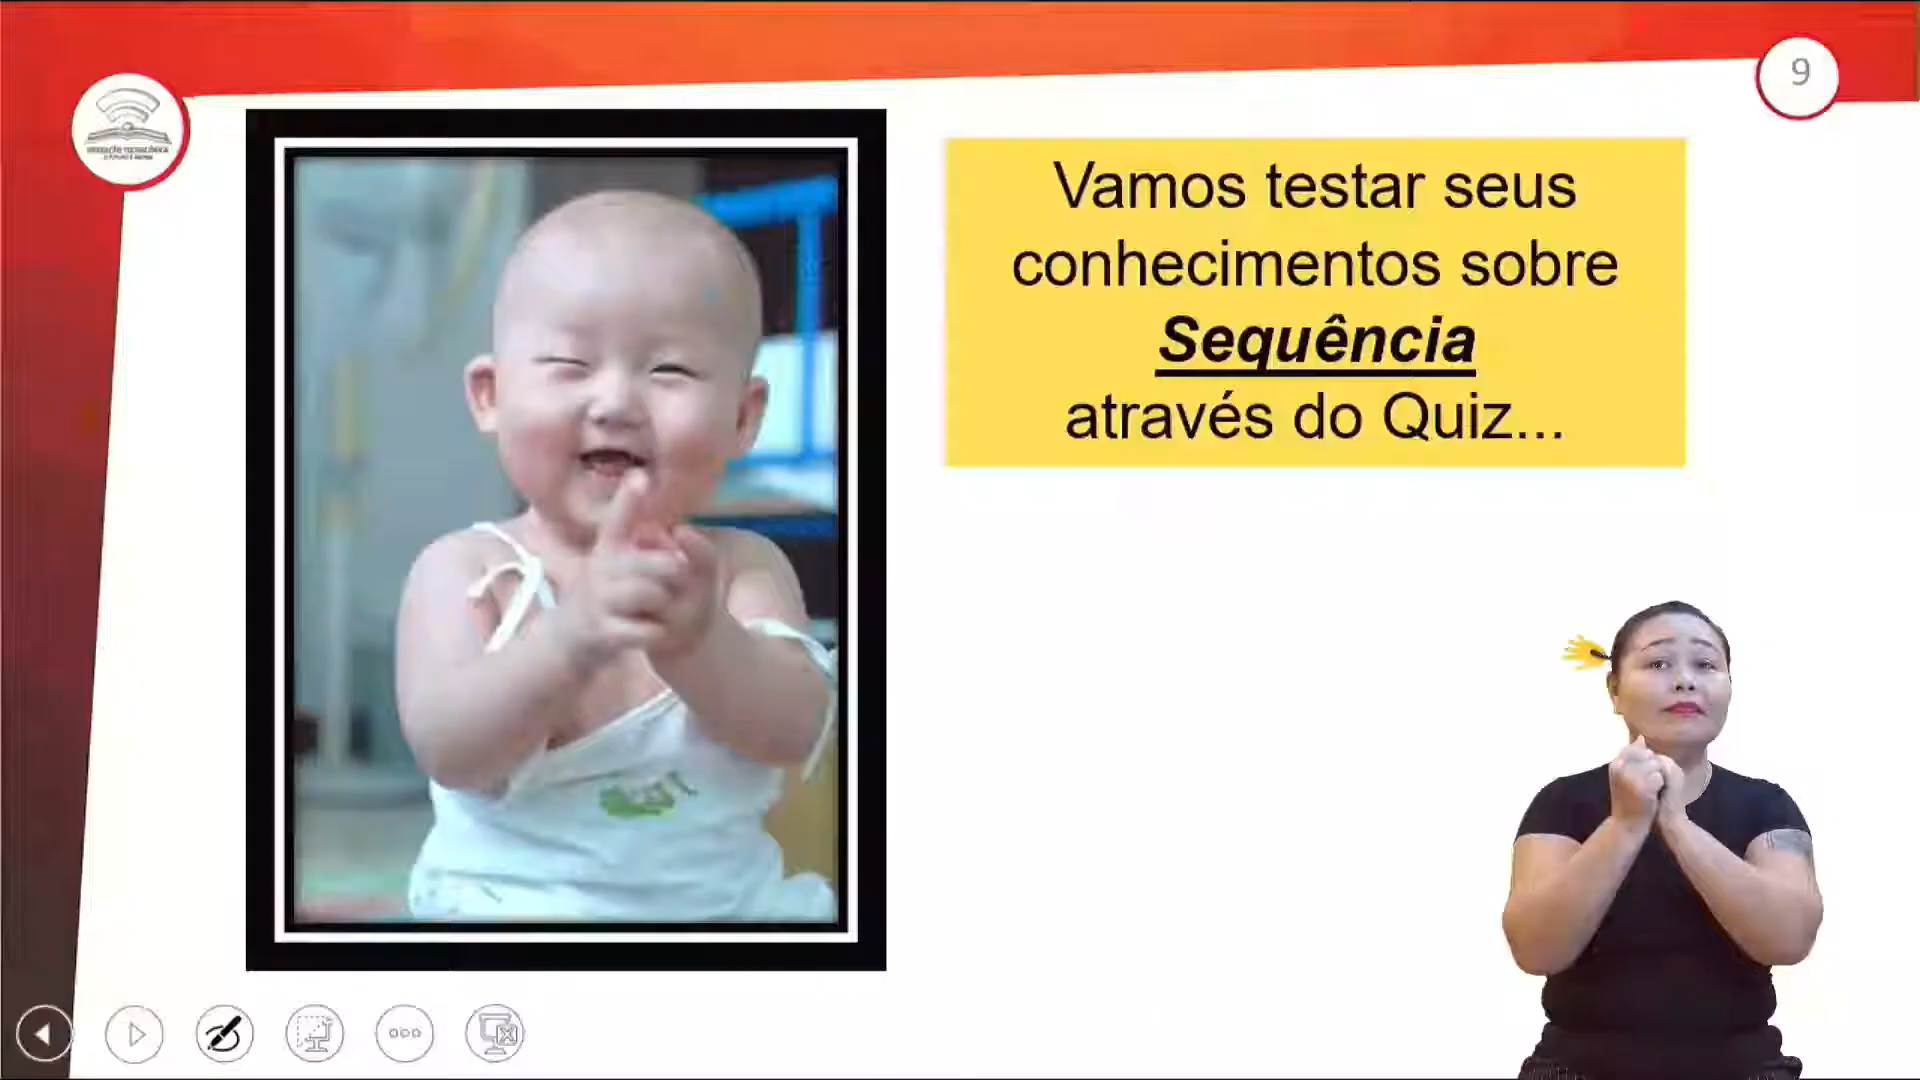 9
Vamos testar seus
conhecimentos sobre
Sequência
através do Quiz...